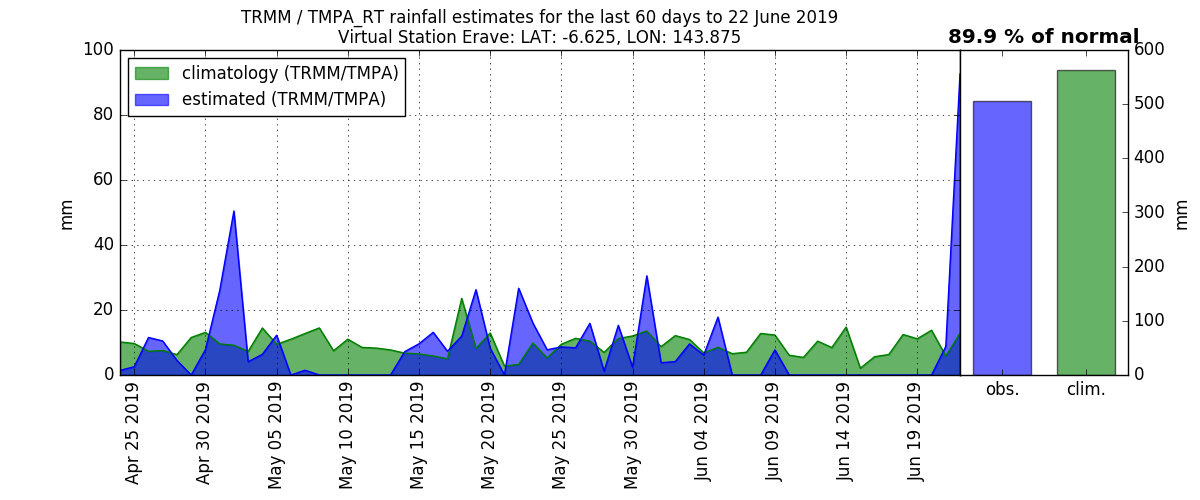 TRMM / TMPA_RT rainfall estimates for the last 60 days to 22 June 2019
Virtual Station Erave: LAT: -6.625, LON: 143.875
89.9 % of normal
climatology (TRMM/TMPA)
estimated (TRMM/TMPA)
100
80
60
40
20
0
mm
Apr 25 2019
Apr 30 2019
May 05 2019
May 10 2019
May 15 2019
May 20 2019
May 25 2019
May 30 2019
Jun 04 2019
Jun 09 2019
Jun 14 2019
Jun 19 2019
600
500
400
300
200
100
0
mm
obs.
clim.